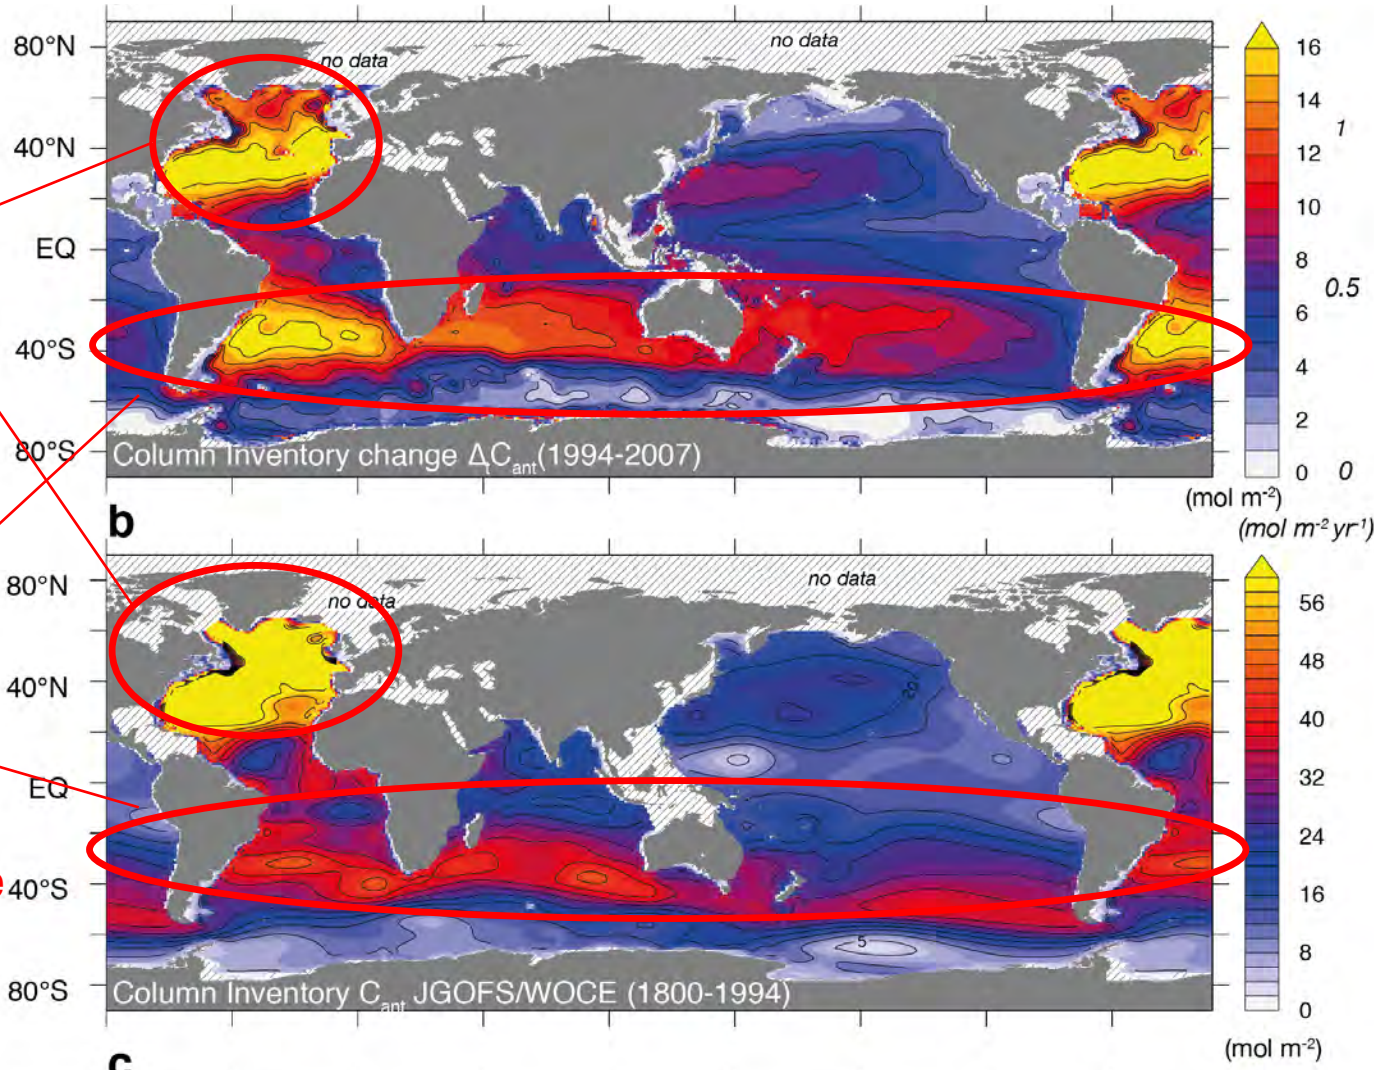 80°N
40°N
EQ
40°S
80°S
no data
no data
Column Inventory change ΔtCant(1994-2007)
16
14
12
10
8
6
4
2
0
1
0.5
0
(mol m-2)
(mol m-2 yr-1)
b
80°N
40°N
EQ
40°S
80°S
no data
no data
20
5
Column Inventory Cant JGOFS/WOCE (1800-1994)
56
48
40
32
24
16
8
0
(mol m-2)
c
e,